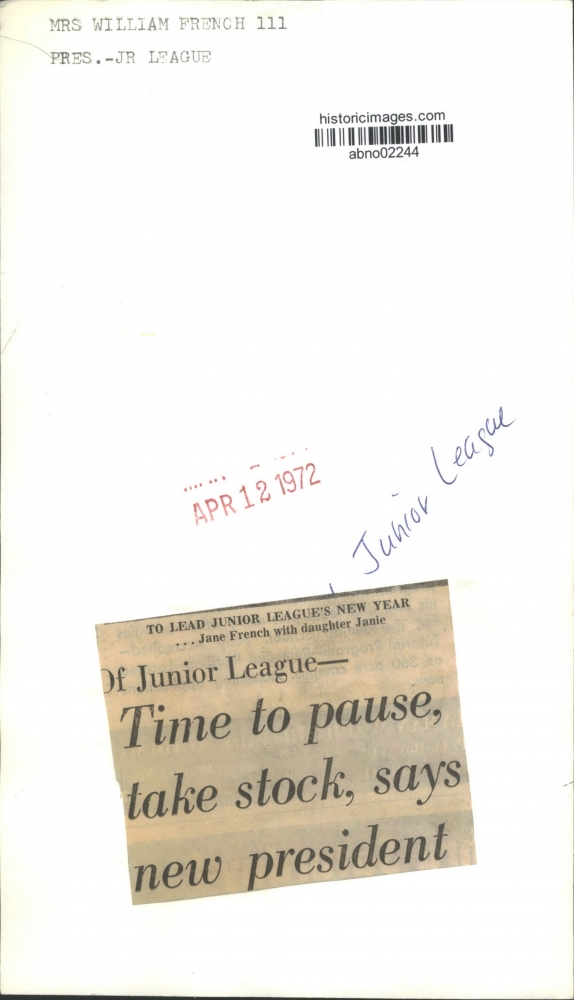 MRS WILLIAM FRENCH 111
PRES.-JR LEAGUE
historicimages.com
abno02244
APR 12 1972
Junior League
TO LEAD JUNIOR LEAGUE'S NEW YEAR
... Jane French with daughter Janie
Of Junior League—
Time to pause,
take stock, says
new president